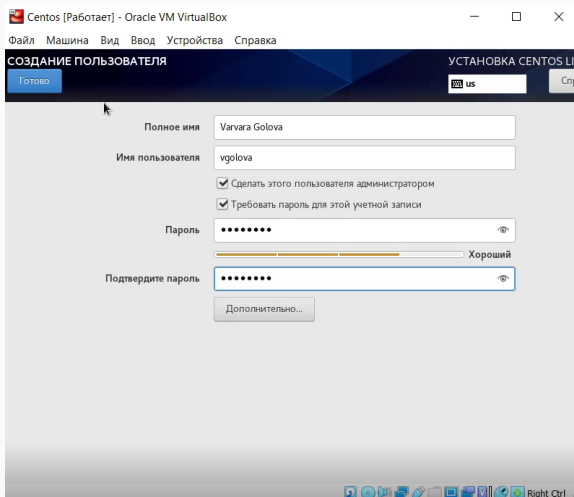 Centos [Работает] - Oracle VM VirtualBox
Файл Машина Вид Ввод Устройства Справка
СОЗДАНИЕ ПОЛЬЗОВАТЕЛЯ
УСТАНОВКА CENTOS LI
Готово
us
Спр
Полное имя
Varvara Golova
Имя пользователя
vgolova
Сделать этого пользователя администратором
Требовать пароль для этой учетной записи
Пароль
••••••••
Хороший
Подтвердите пароль
••••••••
Дополнительно...
Right Ctrl